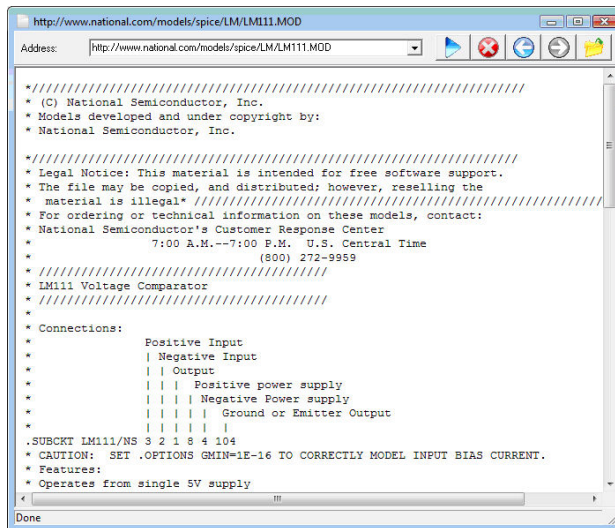 http://www.national.com/models/spice/LM/LM111.MOD
Address: http://www.national.com/models/spice/LM/LM111.MOD
*//////////////////////////////////////////////////////////////////////
* (C) National Semiconductor, Inc.
* Models developed and under copyright by:
* National Semiconductor, Inc.
*/////////////////////////////////////////////////////////////////////
* Legal Notice: This material is intended for free software support.
* The file may be copied, and distributed; however, reselling the
*  material is illegal* //////////////////////////////////////////////////////////
* For ordering or technical information on these models, contact:
* National Semiconductor's Customer Response Center
*                 7:00 A.M.--7:00 P.M.  U.S. Central Time
*                                (800) 272-9959
* /////////////////////////////////////////
* LM111 Voltage Comparator
* /////////////////////////////////////////
*
* Connections:
*                Positive Input
*                | Negative Input
*                | | Output
*                | | |  Positive power supply
*                | | | | Negative Power supply
*                | | | | |  Ground or Emitter Output
*                | | | | |  |
.SUBCKT LM111/NS 3 2 1 8 4 104
* CAUTION:  SET .OPTIONS GMIN=1E-16 TO CORRECTLY MODEL INPUT BIAS CURRENT.
* Features:
* Operates from single 5V supply
Done